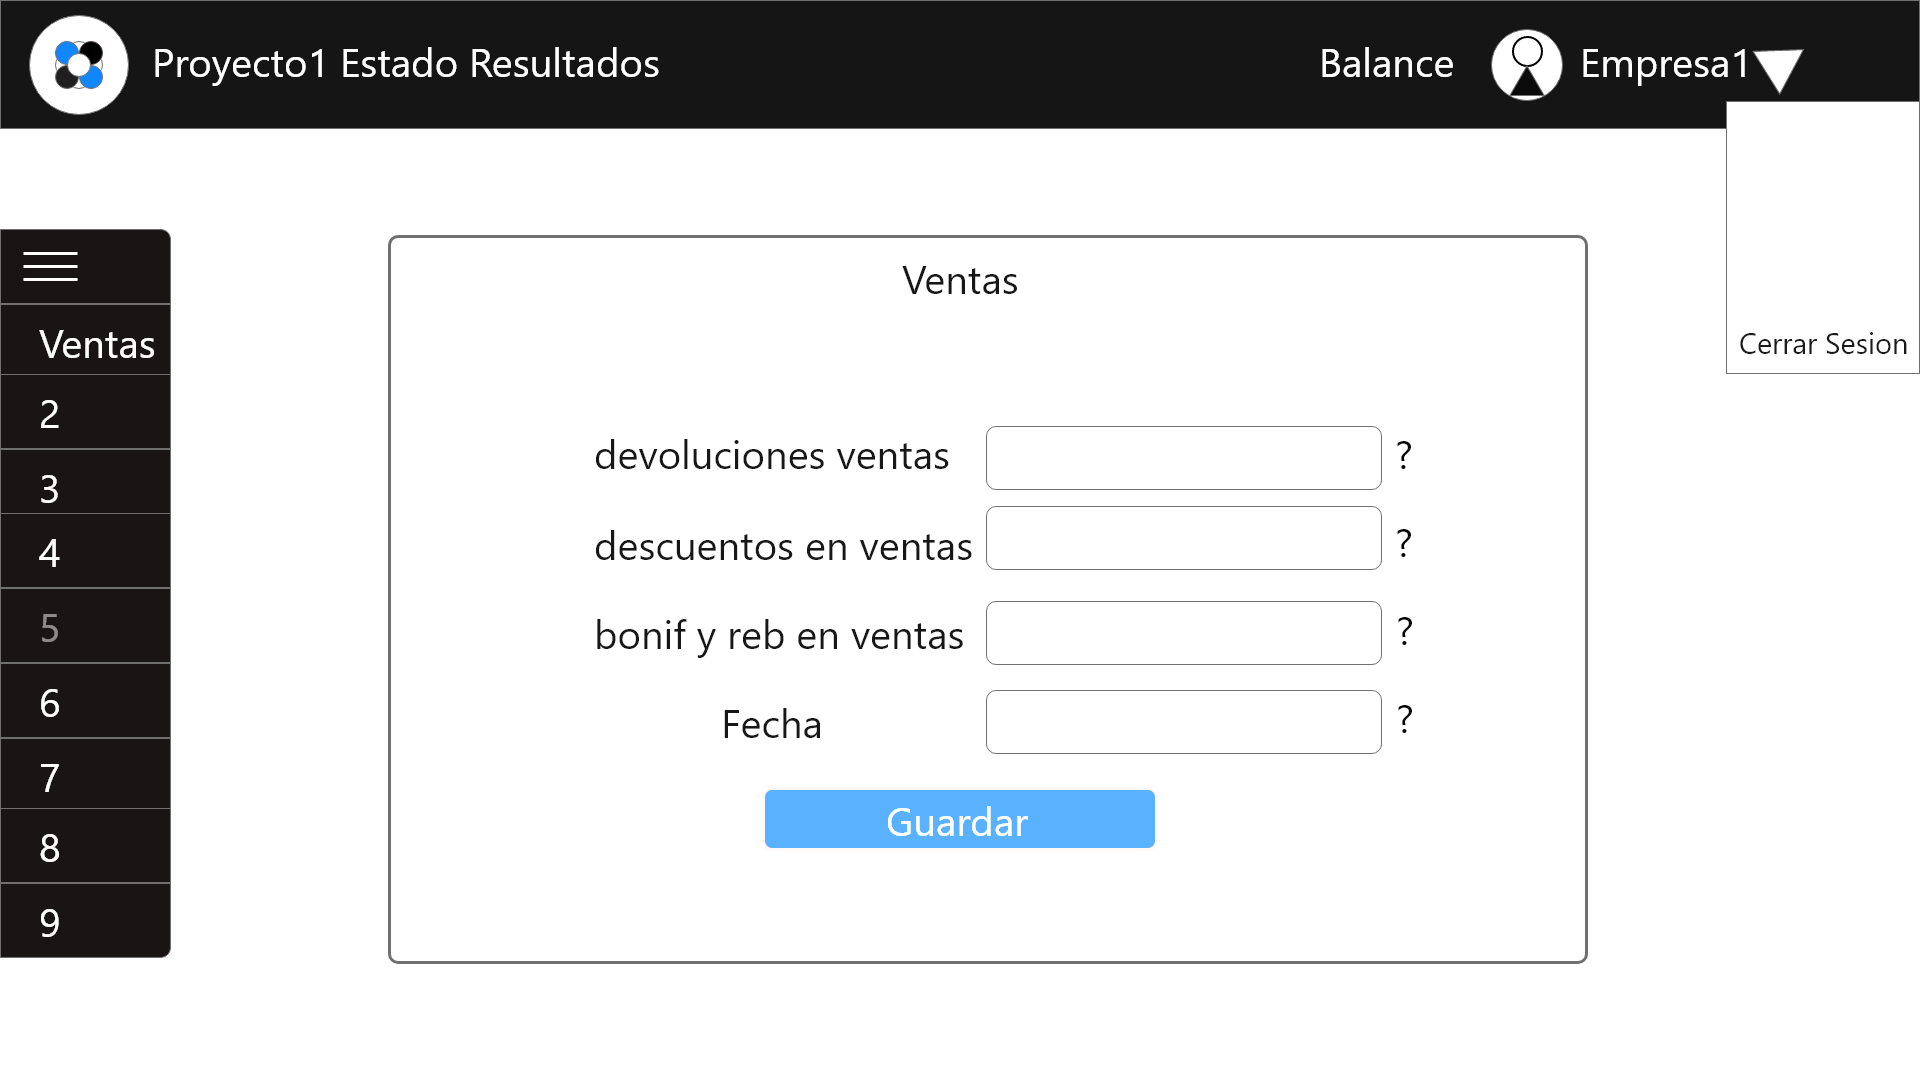 Proyecto1 Estado Resultados
Balance
Empresa1
Cerrar Sesion
Ventas
2
3
4
5
6
7
8
9
Ventas
devoluciones ventas ?
descuentos en ventas ?
bonif y reb en ventas ?
Fecha ?
Guardar